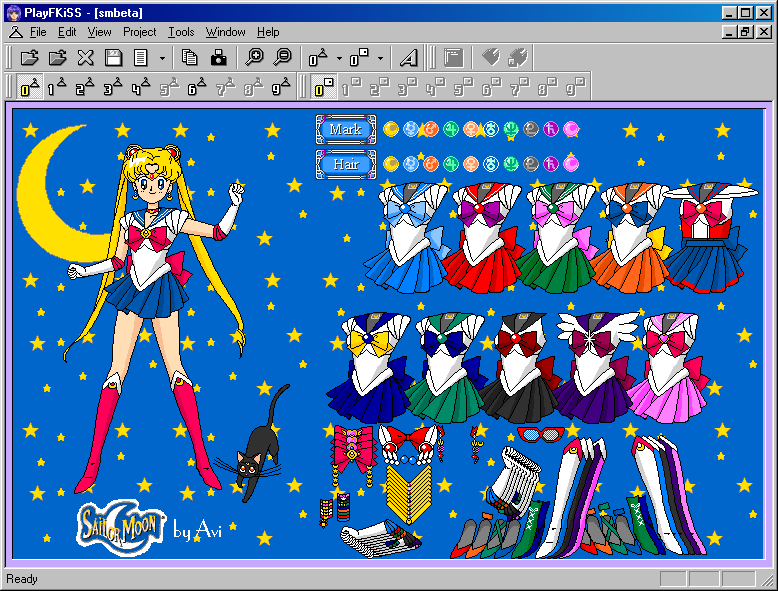 PlayFKiSS - [smbeta]
File Edit View Project Tools Window Help
A
0 1 2 3 4 5 6 7 8 9 0 1 2 3 4 5 6 7 8 9
Mark
Hair
SAILOR MOON by Avi
Ready